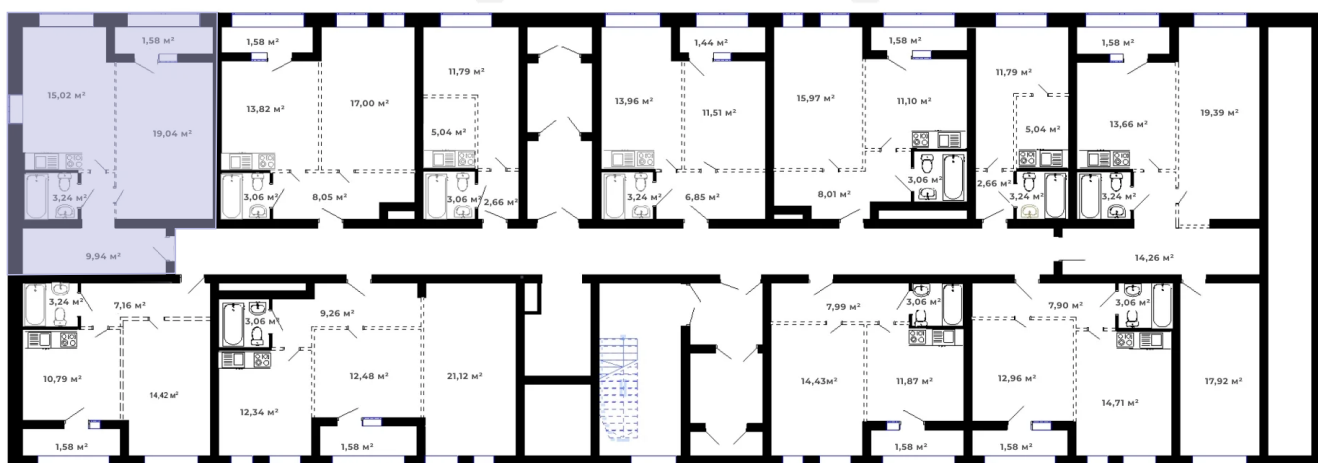 1,58 м²
1,58 м²
1,44 м²
1,58 м²
1,58 м²
15,02 м²
19,04 м²
13,82 м²
17,00 м²
11,79 м²
5,04 м²
13,96 м²
11,51 м²
15,97 м²
11,10 м²
11,79 м²
5,04 м²
13,66 м²
19,39 м²
3,24 м²
3,06 м²
8,05 м²
3,06 м²
2,66 м²
3,24 м²
6,85 м²
8,01 м²
3,06 м²
2,66 м²
3,24 м²
3,24 м²
9,94 м²
14,26 м²
3,24 м²
7,16 м²
3,06 м²
9,26 м²
7,99 м²
3,06 м²
7,90 м²
3,06 м²
10,79 м²
14,42 м²
12,34 м²
12,48 м²
21,12 м²
14,43м²
11,87 м²
12,96 м²
14,71 м²
17,92 м²
1,58 м²
1,58 м²
1,58 м²
1,58 м²